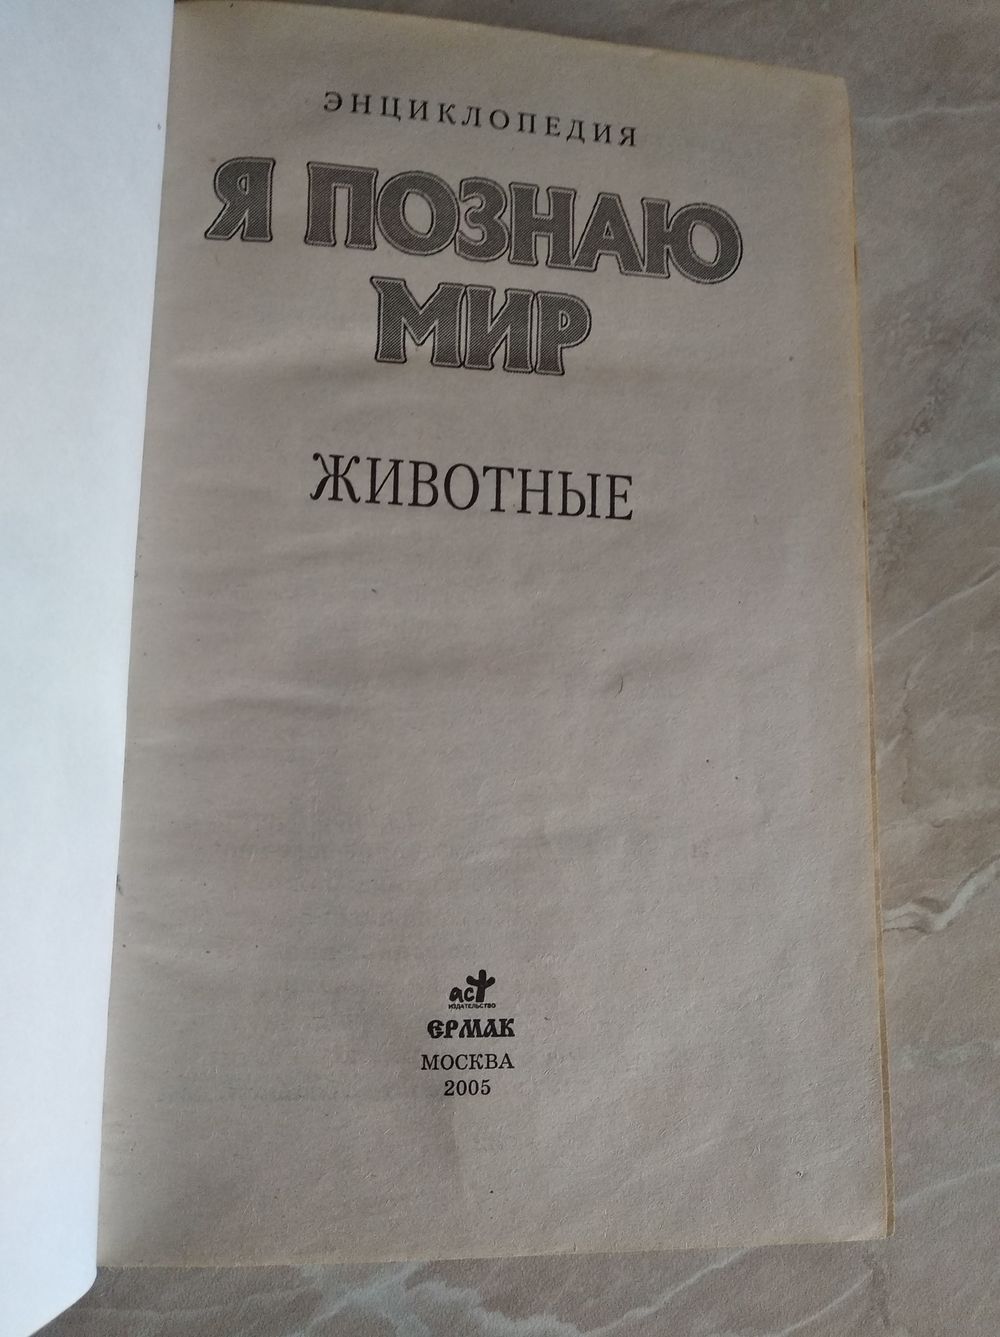 ЭНЦИКЛОПЕДИЯ
Я ПОЗНАЮ
МИР
ЖИВОТНЫЕ
аст
ИЗДАТЕЛЬСТВО
ЕРМАК
МОСКВА
2005